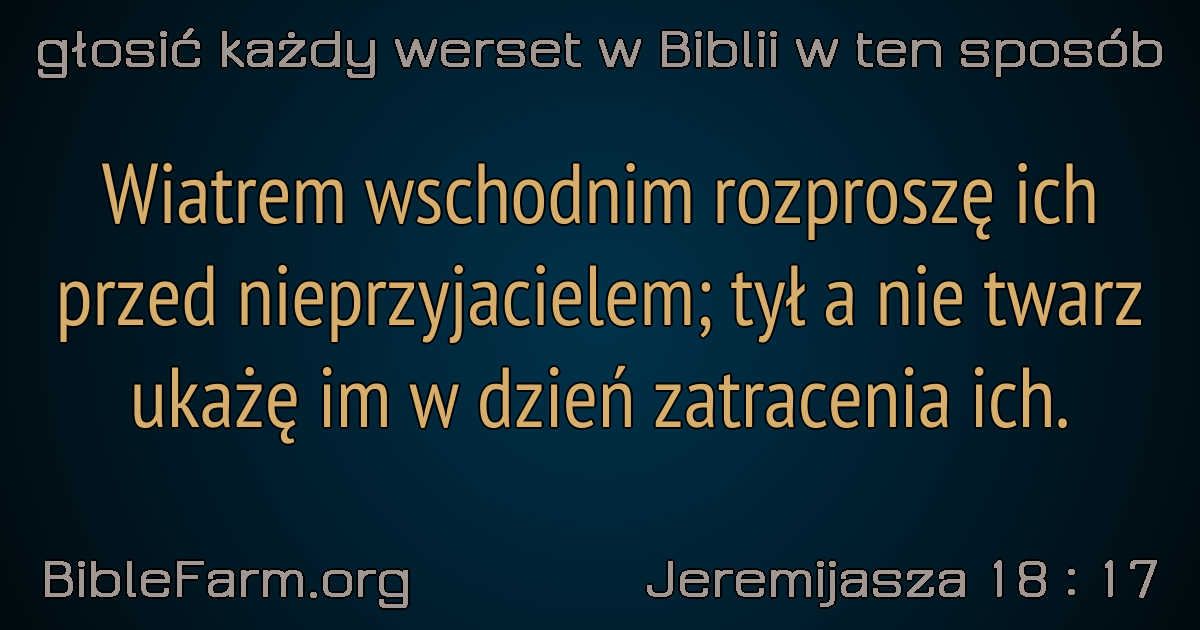 głosić każdy werset w Biblii w ten sposób
Wiatrem wschodnim rozproszę ich
przed nieprzyjacielem; tył a nie twarz
ukażę im w dzień zatracenia ich.
BibleFarm.org
Jeremijasza 18 : 17